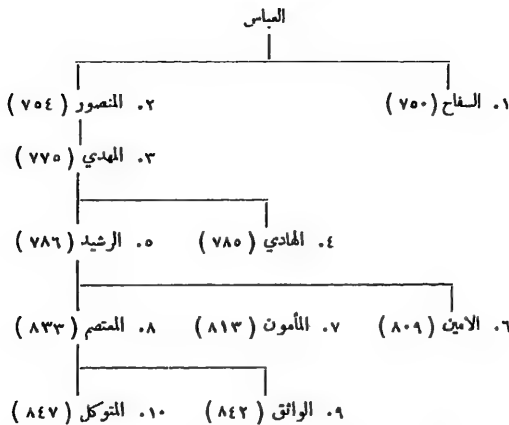 العباس
١. السفاح (٧٥٠) ٢. المنصور (٧٥٤)
٣. المهدي (٧٧٥)
٤. الهادي (٧٨٥) ٥. الرشيد (٧٨٦)
٦. الامين (٨٠٩) ٧. المأمون (٨١٣) ٨. المعتصم (٨٣٣)
٩. الواثق (٨٤٢) ١٠. المتوكل (٨٤٧)